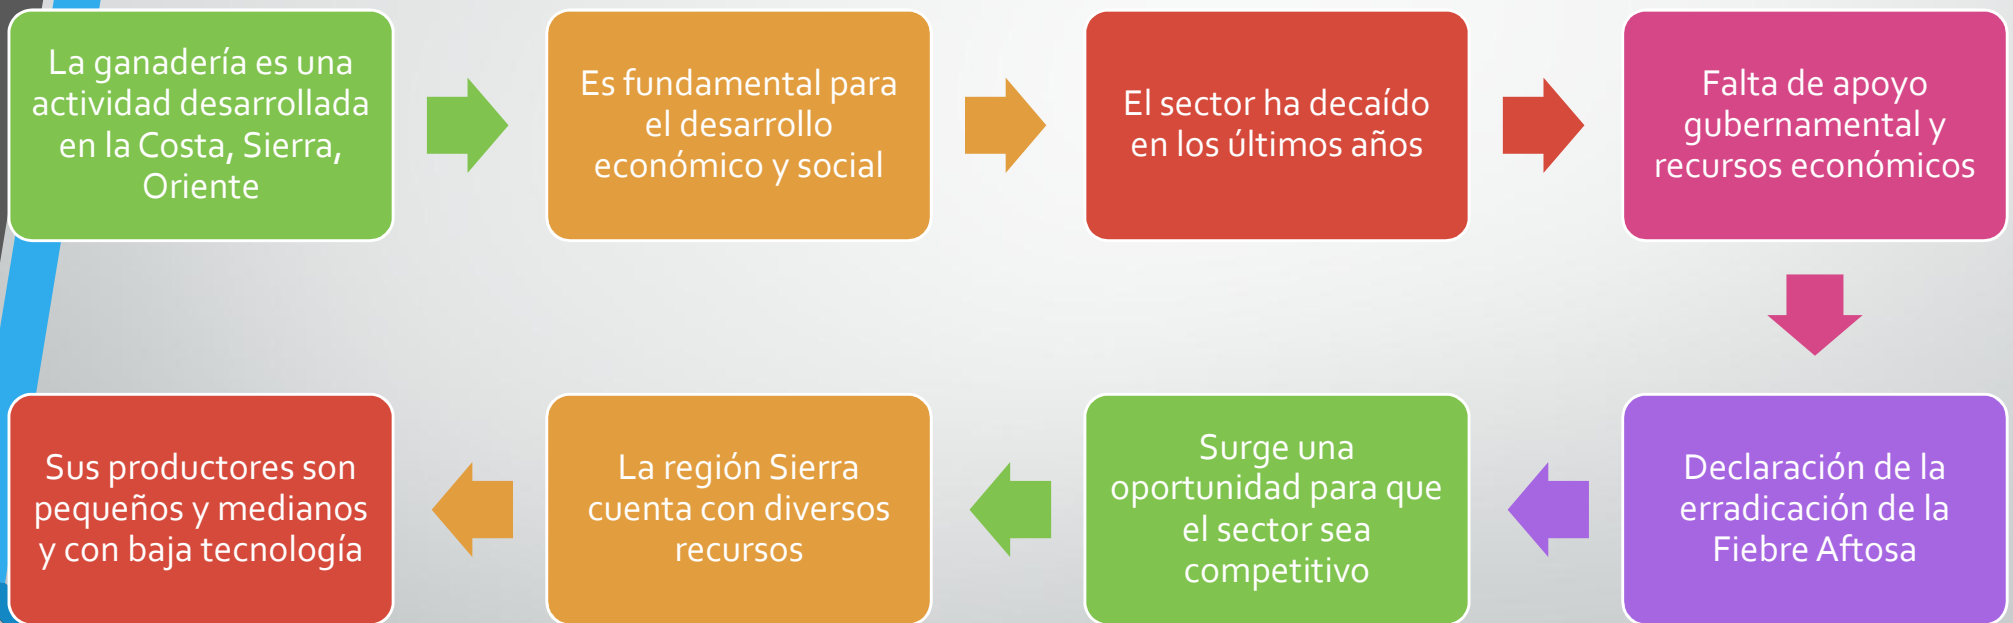 La ganadería es una
actividad desarrollada
en la Costa, Sierra,
Oriente
Es fundamental para
el desarrollo
económico y social
El sector ha decaído
en los últimos años
Falta de apoyo
gubernamental y
recursos económicos
Declaración de la
erradicación de la
Fiebre Aftosa
Surge una
oportunidad para que
el sector sea
competitivo
La región Sierra
cuenta con diversos
recursos
Sus productores son
pequeños y medianos
y con baja tecnología